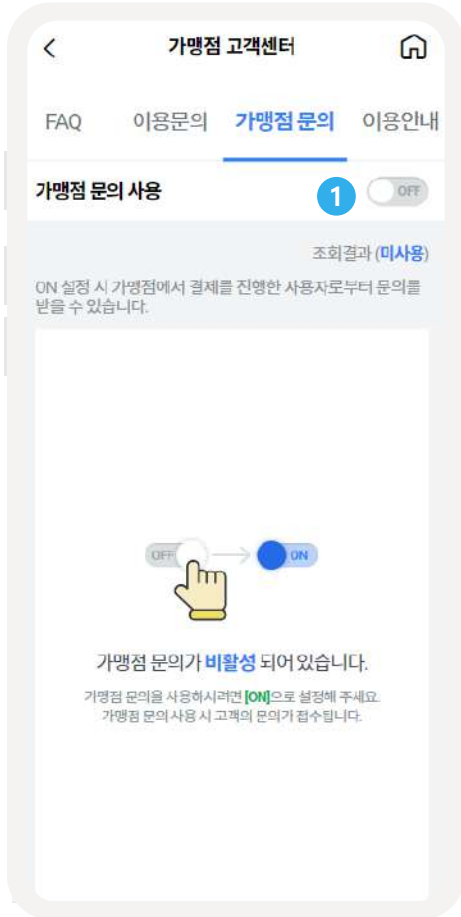 가맹점 고객센터
FAQ 이용문의 가맹점 문의 이용안내
가맹점 문의 사용 1 OFF
조회결과 (미사용)
ON 설정 시 가맹점에서 결제를 진행한 사용자로부터 문의를
받을 수 있습니다.
OFF ON
가맹점 문의가 비활성 되어 있습니다.
가맹점 문의을 사용하시려면 [ON]으로 설정해 주세요.
가맹점 문의 사용 시 고객의 문의가 접수됩니다.